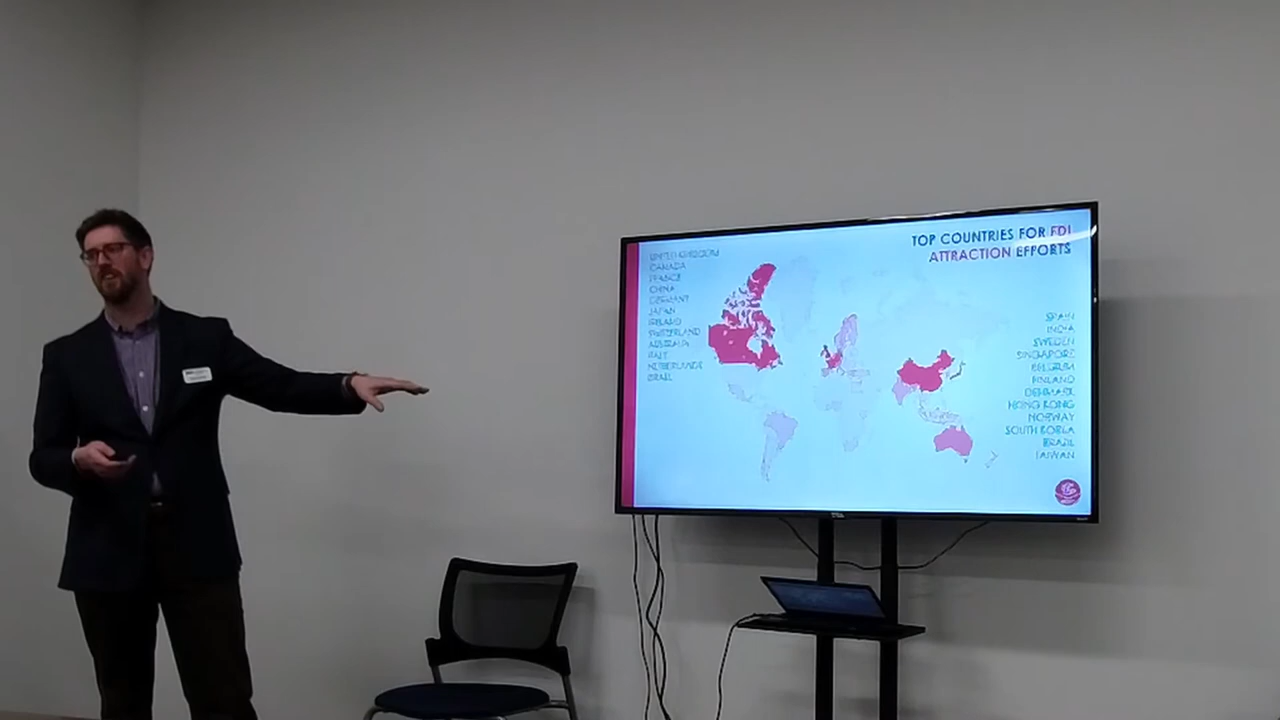 TOP COUNTRIES FOR FDI
ATTRACTION EFFORTS
UNITED KINGDOM
CANADA
FRANCE
CHINA
GERMANY
JAPAN
IRELAND
SWITZERLAND
AUSTRALIA
ITALY
NETHERLANDS
ISRAEL
SPAIN
INDIA
SWEDEN
SINGAPORE
BELGIUM
FINLAND
DENMARK
HONG KONG
NORWAY
SOUTH KOREA
BRAZIL
TAIWAN